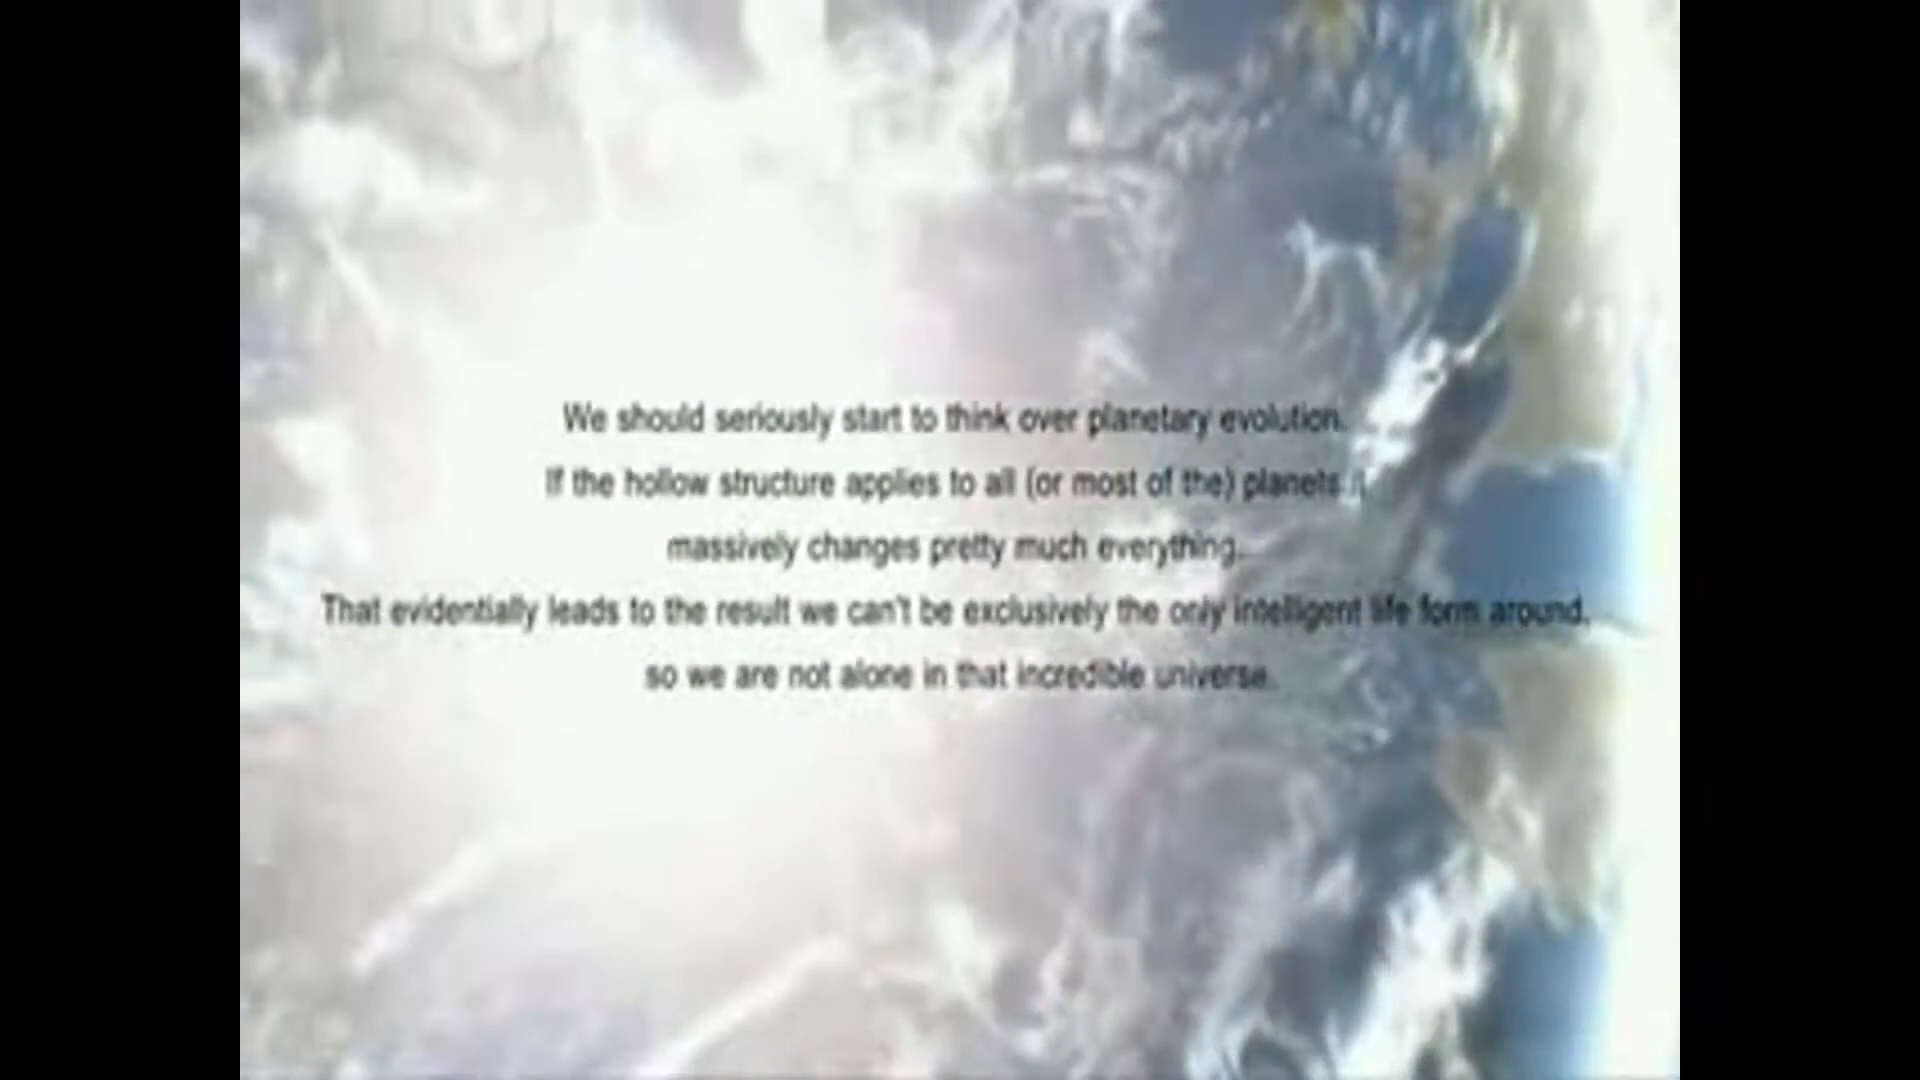 We should seriously start to think over planetary evolution.
If the hollow structure applies to all (or most of the) planets it
massively changes pretty much everything.
That evidentially leads to the result we can't be exclusively the only intelligent life form around,
so we are not alone in that incredible universe.